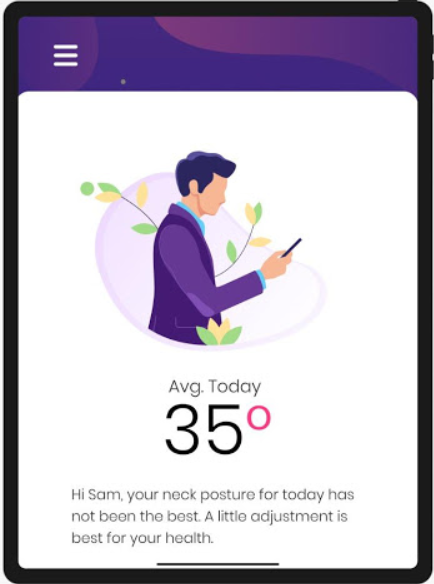 Avg. Today
35°
Hi Sam, your neck posture for today has
not been the best. A little adjustment is
best for your health.